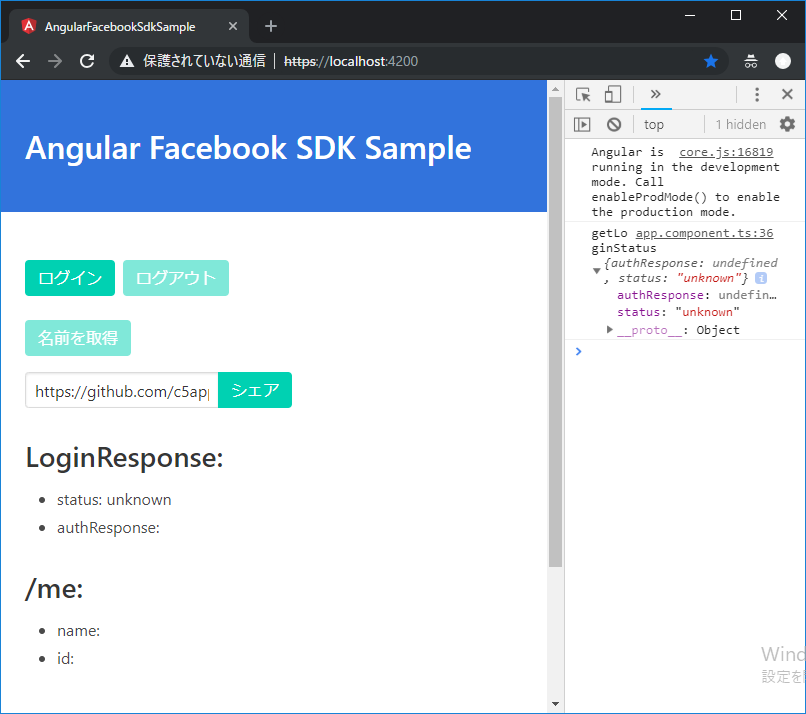 AngularFacebookSdkSample
保護されていない通信 | https://localhost:4200
Angular Facebook SDK Sample
ログイン ログアウト
名前を取得
https://github.com/c5app シェア
LoginResponse:
status: unknown
authResponse:
/me:
name:
id:
top 1 hidden
Angular is core.js:16819
running in the development
mode. Call
enableProdMode() to enable
the production mode.
getLo app.component.ts:36
ginStatus
{authResponse: undefined
, status: "unknown"}
authResponse: undefin…
status: "unknown"
__proto__: Object
Wind
設定を